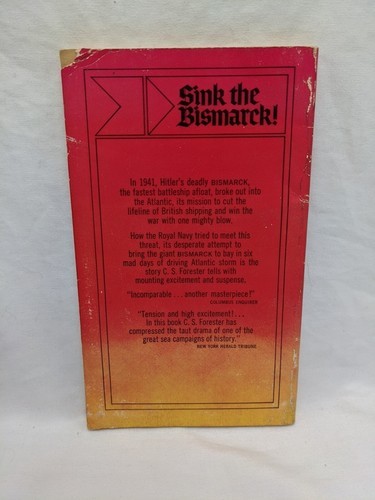 Sink the
Bismarck!
In 1941, Hitler's deadly BISMARCK,
the fastest battleship afloat, broke out into
the Atlantic, its mission to cut the
lifeline of British shipping and win the
war with one mighty blow.
How the Royal Navy tried to meet this
threat, its desperate attempt to
bring the giant BISMARCK to bay in six
mad days of driving Atlantic storm is the
story C. S. Forester tells with
mounting excitement and suspense.
"Incomparable ... another masterpiece!"
COLUMBUS ENQUIRER
"Tension and high excitement! ...
In this book C. S. Forester has
compressed the taut drama of one of the
great sea campaigns of history."
NEW YORK HERALD TRIBUNE